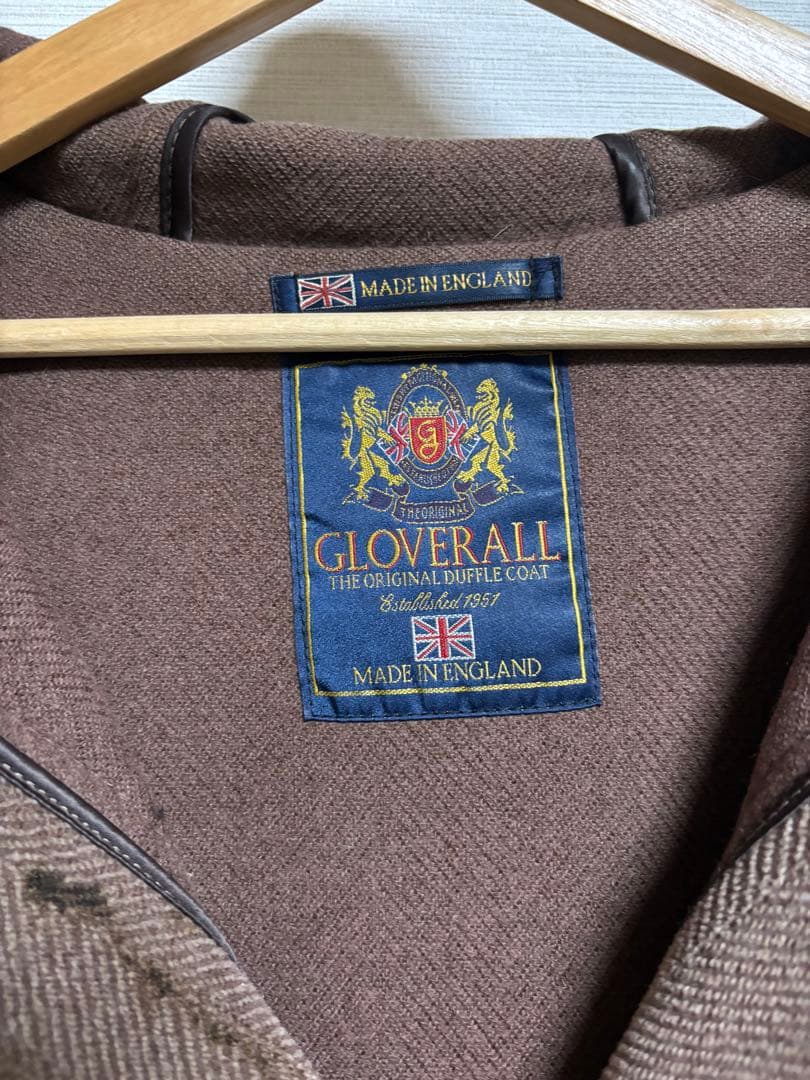 MADE IN ENGLAND
THE ORIGINAL
GLOVERALL
THE ORIGINAL DUFFLE COAT
Established 1951
MADE IN ENGLAND